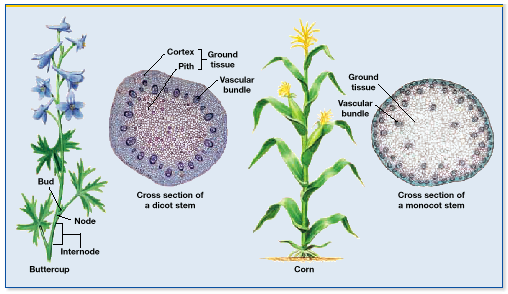 Cortex
Pith
Ground
tissue
Vascular
bundle
Cross section of
a dicot stem
Bud
Node
Internode
Buttercup
Ground
tissue
Vascular
bundle
Cross section of
a monocot stem
Corn